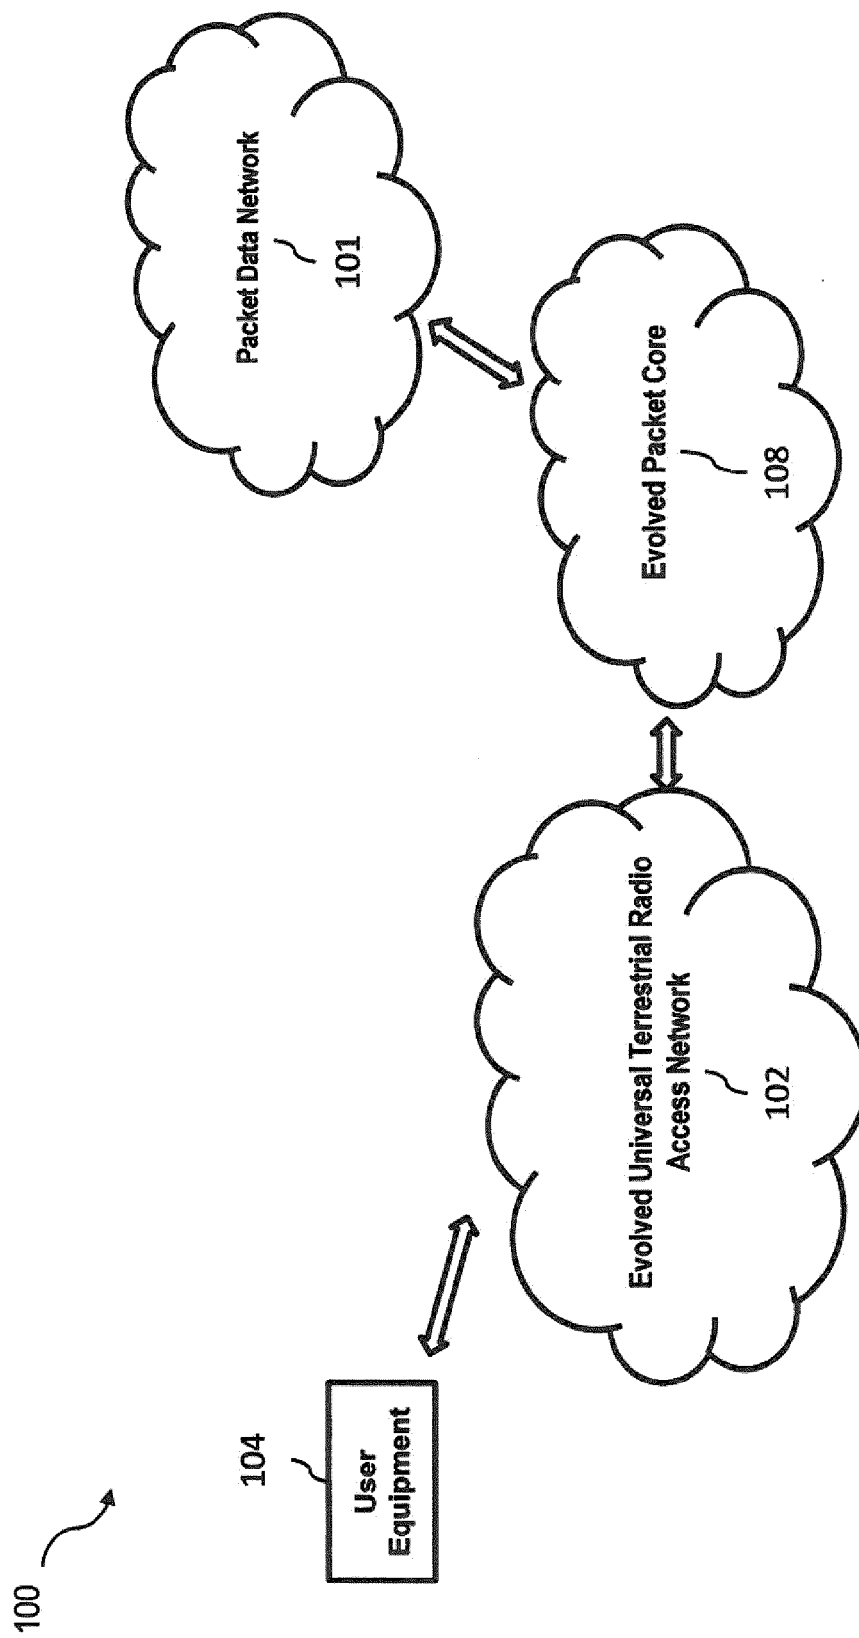 100
104
User
Equipment
Evolved Universal Terrestrial Radio
Access Network
102
Evolved Packet Core
108
Packet Data Network
101